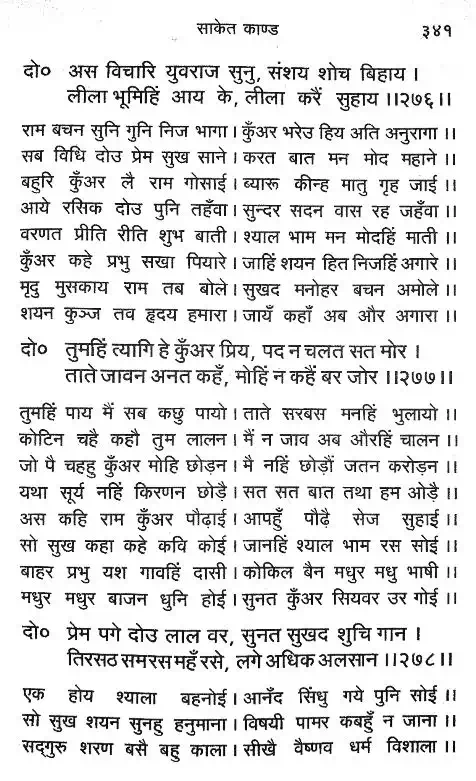 साकेत काण्ड ३४१
दो० अस विचारि युवराज सुनु, संशय शोच बिहाय ।
लीला भूमिहिं आय के, लीला करैं सुहाय ।।२७६।।
राम बचन सुनि गुनि निज भागा । कुँअर भरेउ हिय अति अनुरागा ।।
सब विधि दोउ प्रेम सुख साने । करत बात मन मोद महाने ।।
बहुरि कुँअर लै राम गोसाई । ब्यारू कीन्ह मातु गृह जाई ।।
आये रसिक दोउ पुनि तहँवा । सुन्दर सदन वास रह जहँवा ।।
वरणत प्रीति रीति शुभ बाती । श्याल भाम मन मोदहिं माती ।।
कुँअर कहे प्रभु सखा पियारे । जाहिं शयन हित निजहिं अगारे ।।
मृदु मुसकाय राम तब बोले । सुखद मनोहर बचन अमोले ।।
शयन कुञ्ज तव हृदय हमारा । जायँ कहाँ अब और अगारा ।।
दो० तुमहिं त्यागि हे कुँअर प्रिय, पद न चलत सत मोर ।
ताते जावन अनत कहँ, मोहिं न कहैं बर जोर ।।२७७।।
तुमहिं पाय मैं सब कछु पायो । ताते सरबस मनहिं भुलायो ।।
कोटिन चहै कहौ तुम लालन । मैं न जाव अब औरहिं चालन ।।
जो पै चहहु कुँअर मोहि छोड़न । मै नहिं छोड़ौं जतन करोड़न ।।
यथा सूर्य नहिं किरणन छोड़ै । सत सत बात तथा हम ओड़ै ।।
अस कहि राम कुँअर पौढ़ाई । आपहुँ पौढ़ै सेज सुहाई ।।
सो सुख कहा कहे कवि कोई । जानहिं श्याल भाम रस सोई ।।
बाहर प्रभु यश गावहिं दासी । कोकिल बैन मधुर मधु भाषी ।।
मधुर मधुर बाजन धुनि होई । सुनत कुँअर सियवर उर गोई ।।
दो० प्रेम पगे दोउ लाल वर, सुनत सुखद शुचि गान ।
तिरसठ समरस महँ रसे, लगे अधिक अलसान ।।२७८।।
एक होय श्याला बहनोई । आनँद सिंधु गये पुनि सोई ।।
सो सुख शयन सुनहु हनुमाना । विषयी पामर कबहुँ न जाना ।।
सद्गुरु शरण बसै बहु काला । सीखै वैष्णव धर्म विशाला ।।